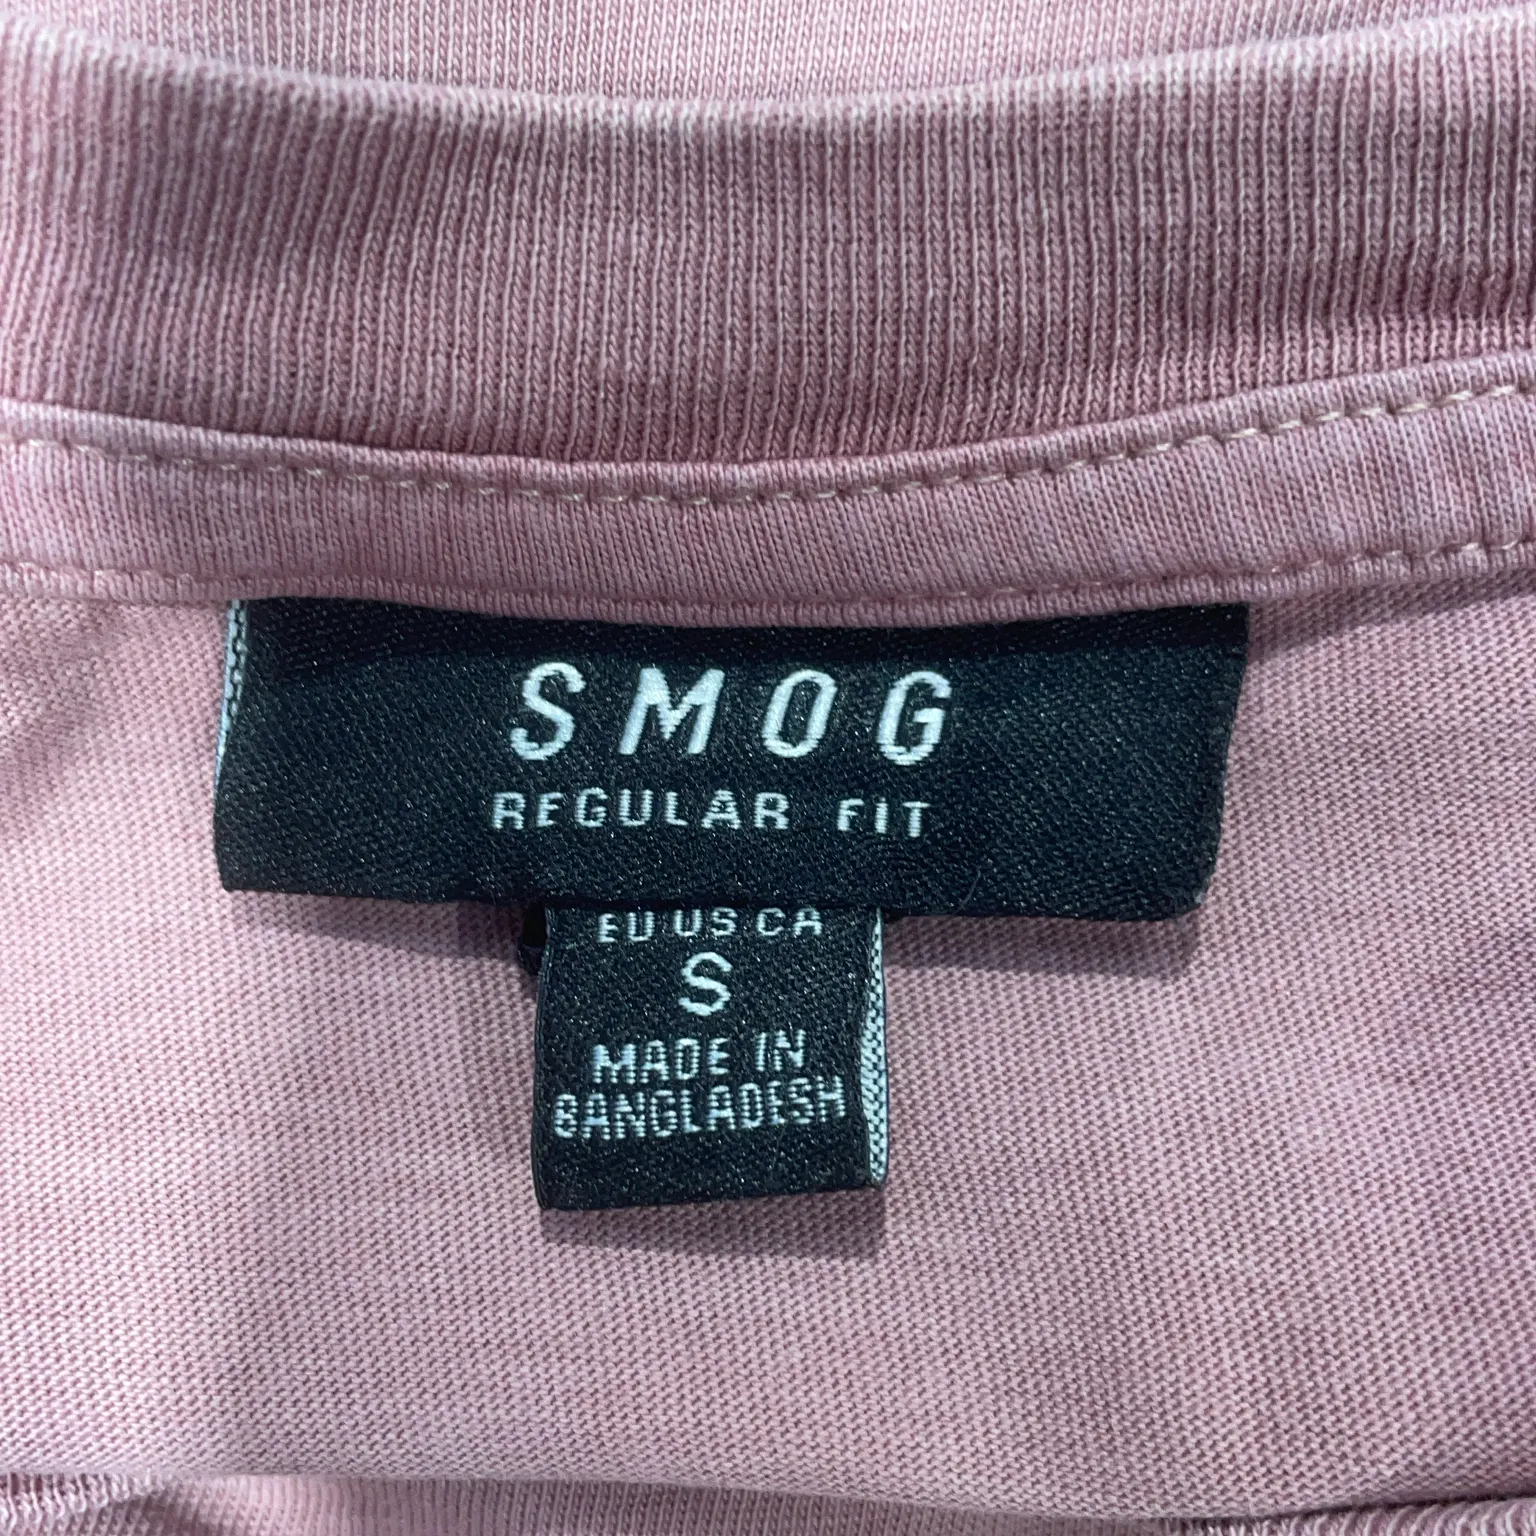 SMOG
REGULAR FIT
EU US CA
S
MADE IN
BANGLADESH